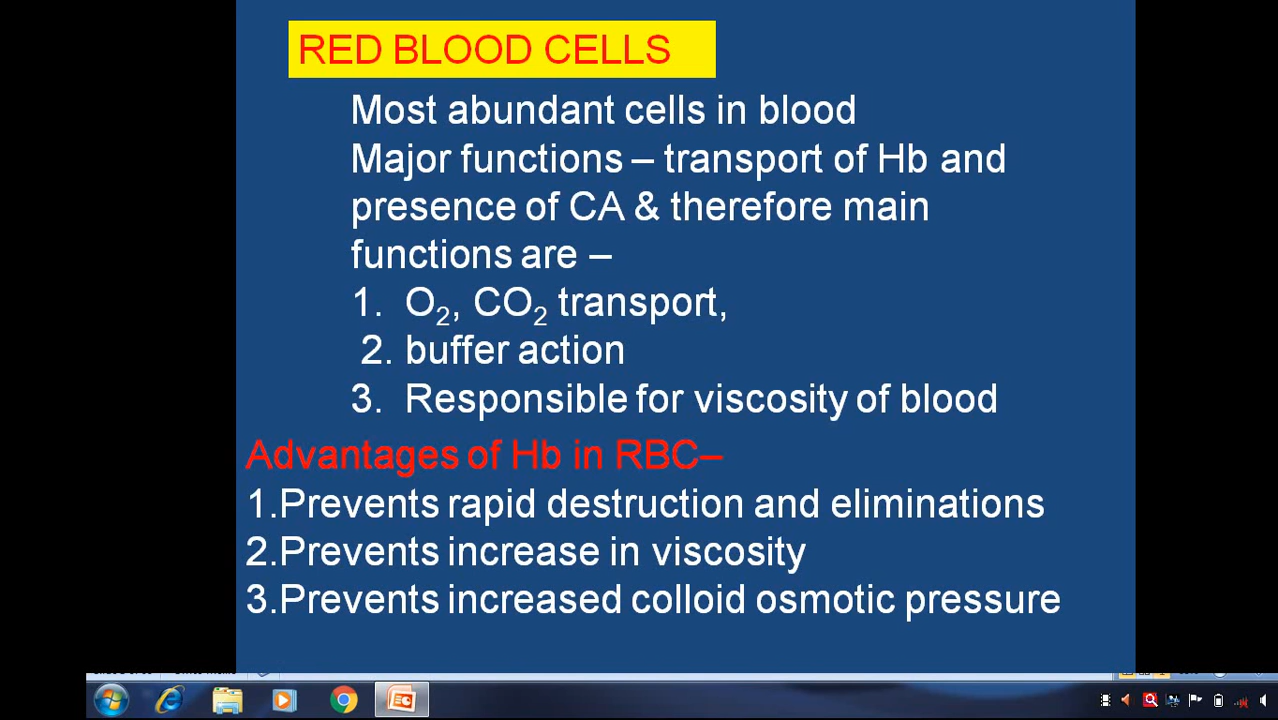 RED BLOOD CELLS
Most abundant cells in blood
Major functions – transport of Hb and
presence of CA & therefore main
functions are –
1. O₂, CO₂ transport,
2. buffer action
3. Responsible for viscosity of blood
Advantages of Hb in RBC–
1.Prevents rapid destruction and eliminations
2.Prevents increase in viscosity
3.Prevents increased colloid osmotic pressure